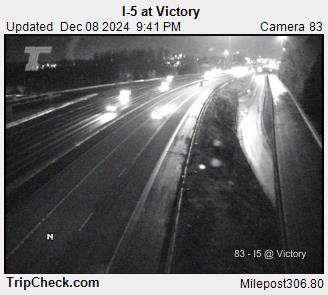 I-5 at Victory
Updated  Dec 08 2024  9:41 PM
Camera 83
T
N
83 - I5 @ Victory
TripCheck.com
Milepost306.80